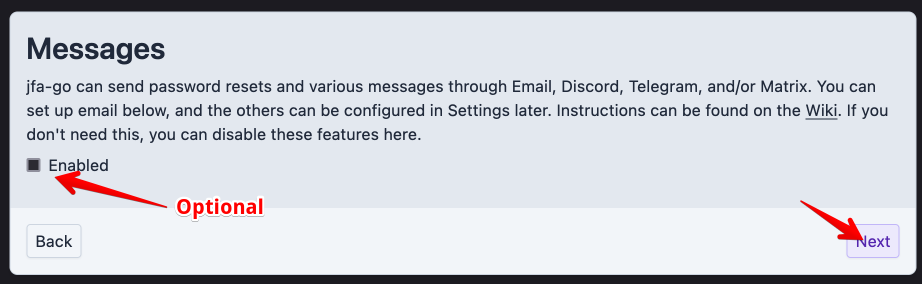 Messages
jfa-go can send password resets and various messages through Email, Discord, Telegram, and/or Matrix. You can
set up email below, and the others can be configured in Settings later. Instructions can be found on the Wiki. If you
don't need this, you can disable these features here.
Enabled
Optional
Back
Next